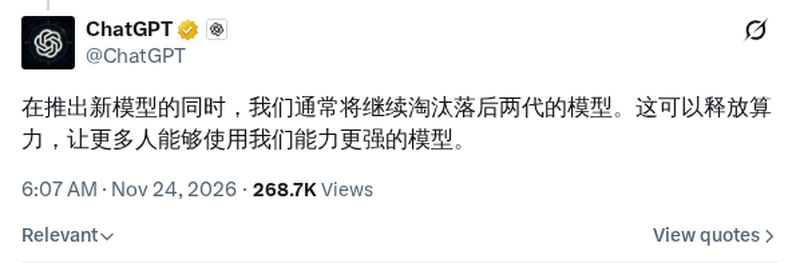 ChatGPT
@ChatGPT
在推出新模型的同时，我们通常将继续淘汰落后两代的模型。这可以释放算
力，让更多人能够使用我们能力更强的模型。
6:07 AM · Nov 24, 2026 · 268.7K Views
Relevant
View quotes